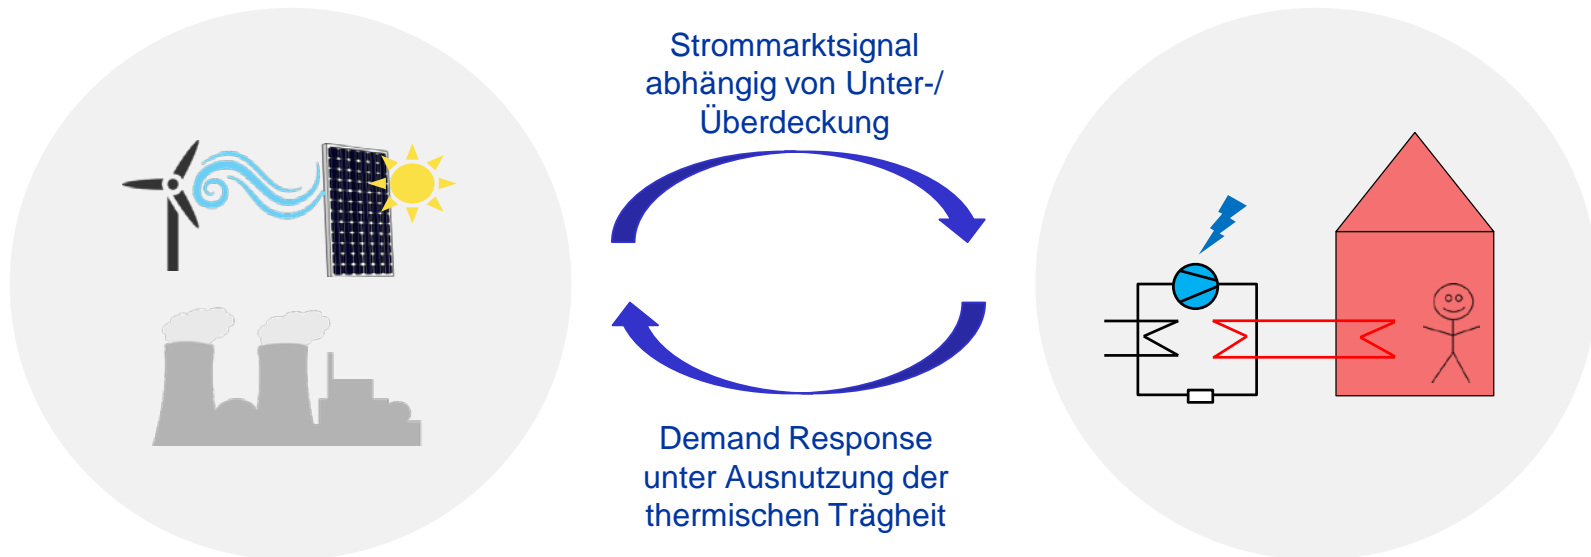 Strommarktsignal
abhängig von Unter-/
Überdeckung
Demand Response
unter Ausnutzung der
thermischen Trägheit